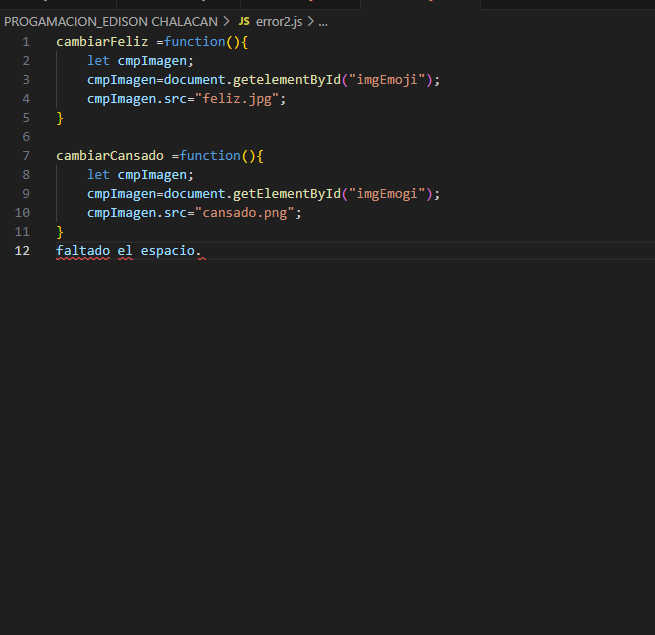 PROGAMACION_EDISON CHALACAN > JS error2.js > ...
1 cambiarFeliz =function(){
2 let cmpImagen;
3 cmpImagen=document.getelementById("imgEmoji");
4 cmpImagen.src="feliz.jpg";
5 }
6
7 cambiarCansado =function(){
8 let cmpImagen;
9 cmpImagen=document.getElementById("imgEmogi");
10 cmpImagen.src="cansado.png";
11 }
12 faltado el espacio.